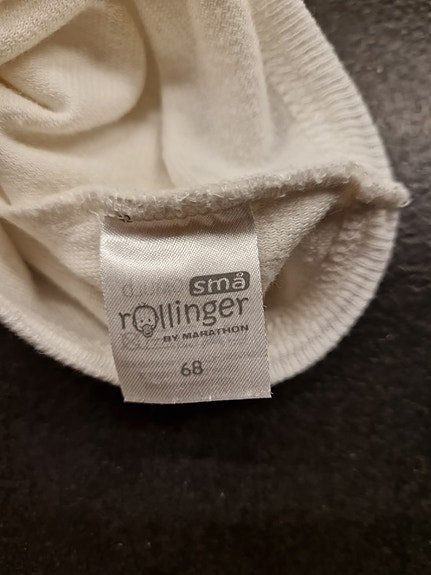 små
rollinger
BY MARATHON
68